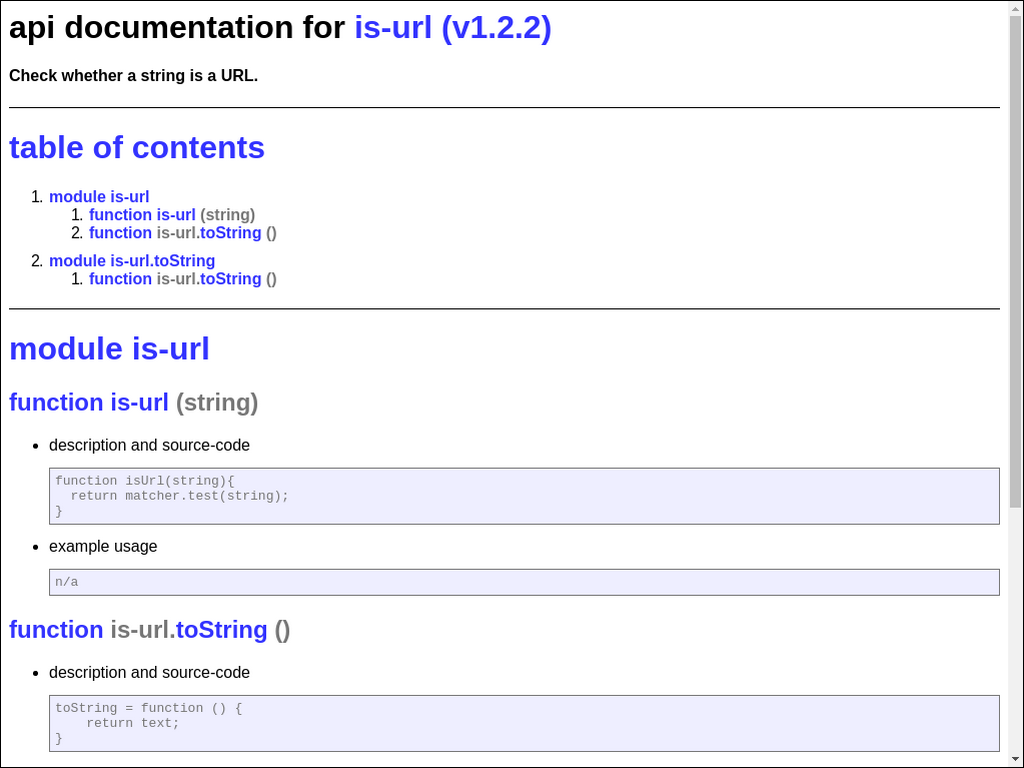 api documentation for is-url (v1.2.2)
Check whether a string is a URL.
table of contents
1. module is-url
1. function is-url (string)
2. function is-url.toString ()
2. module is-url.toString
1. function is-url.toString ()
module is-url
function is-url (string)
• description and source-code
function isUrl(string){
  return matcher.test(string);
}
• example usage
n/a
function is-url.toString ()
• description and source-code
toString = function () {
    return text;
}